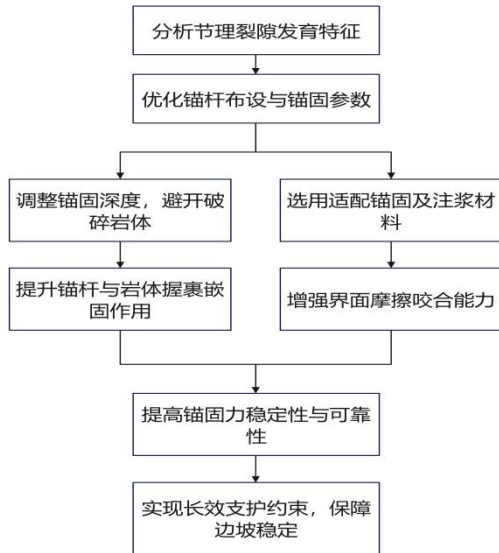 分析节理裂隙发育特征
优化锚杆布设与锚固参数
调整锚固深度，避开破
碎岩体
选用适配锚固及注浆材
料
提升锚杆与岩体握裹嵌
固作用
增强界面摩擦咬合能力
提高锚固力稳定性与可靠
性
实现长效支护约束，保障
边坡稳定